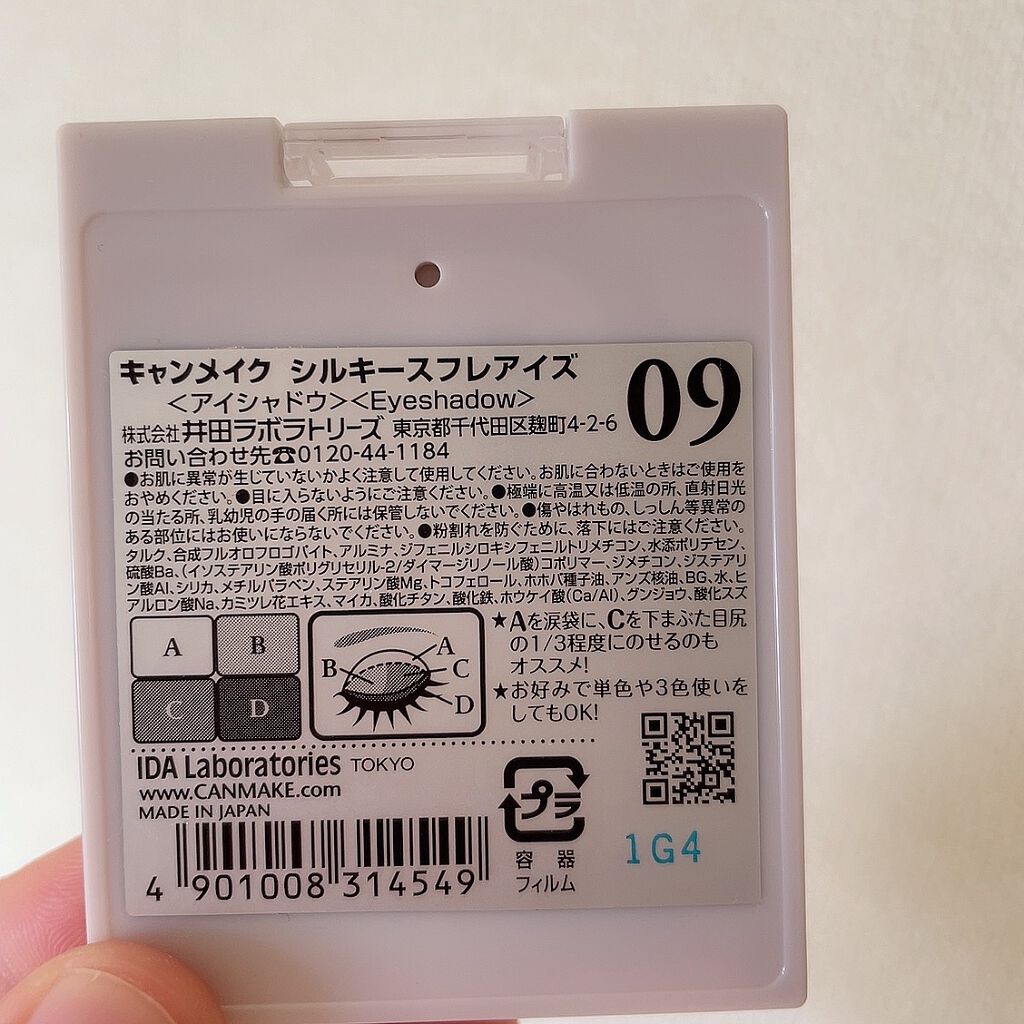 キャンメイク シルキースフレアイズ
09
<アイシャドウ><Eyeshadow>
株式会社 井田ラボラトリーズ 東京都千代田区麹町4-2-6
お問い合わせ先☎0120-44-1184
●お肌に異常が生じていないかよく注意して使用してください。お肌に合わないときはご使用を
おやめください。●目に入らないようにご注意ください。●極端に高温又は低温の所、直射日光
の当たる所、乳幼児の手の届く所には保管しないでください。●傷やはれもの、しっしん等異常の
ある部位にはお使いにならないでください。●粉割れを防ぐために、落下にはご注意ください。
タルク、合成フルオロフロゴパイト、アルミナ、ジフェニルシロキシフェニルトリメチコン、水添ポリデセン、
硫酸Ba、(イソステアリン酸ポリグリセリル-2/ダイマージリノール酸)コポリマー、ジメチコン、ジステアリ
ン酸Al、シリカ、メチルパラベン、ステアリン酸Mg、トコフェロール、ホホバ種子油、アンズ核油、BG、水、ヒ
アルロン酸Na、カミツレ花エキス、マイカ、酸化チタン、酸化鉄、ホウケイ酸(Ca/Al)、グンジョウ、酸化スズ
A B
C D
A
B C
D
★Aを涙袋に、Cを下まぶた目尻
の1/3程度にのせるのも
オススメ!
★お好みで単色や3色使いを
してもOK!
IDA Laboratories TOKYO
www.CANMAKE.com
MADE IN JAPAN
4 901008 314549
プラ
容 器
フィルム
1G4